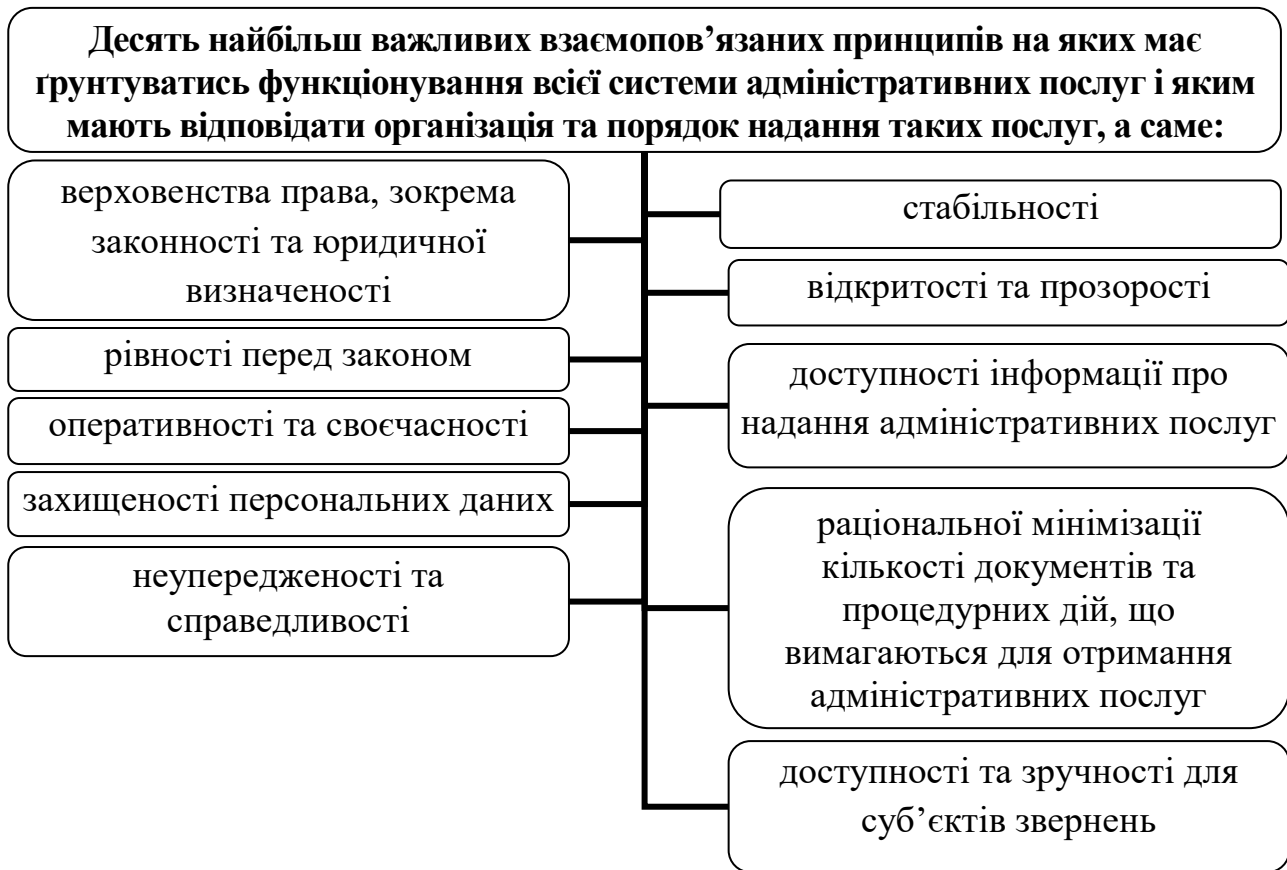 Десять найбільш важливих взаємопов’язаних принципів на яких має
ґрунтуватись функціонування всієї системи адміністративних послуг і яким
мають відповідати організація та порядок надання таких послуг, а саме:
верховенства права, зокрема
законності та юридичної
визначеності
рівності перед законом
оперативності та своєчасності
захищеності персональних даних
неупередженості та
справедливості
стабільності
відкритості та прозорості
доступності інформації про
надання адміністративних послуг
раціональної мінімізації
кількості документів та
процедурних дій, що
вимагаються для отримання
адміністративних послуг
доступності та зручності для
суб’єктів звернень